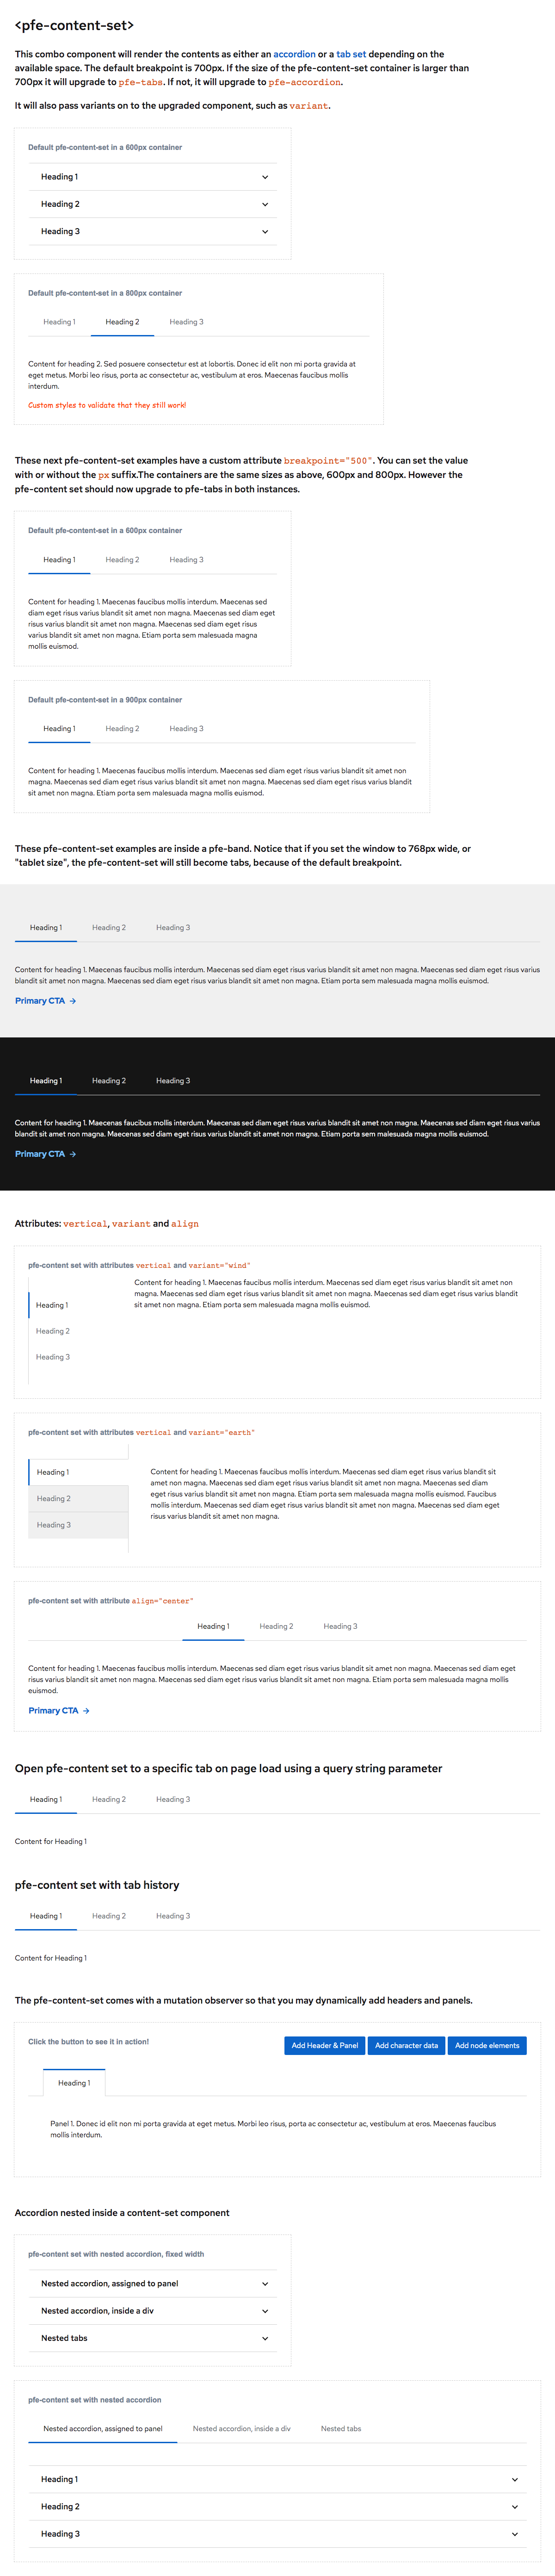 <pfe-content-set>
This combo component will render the contents as either an accordion or a tab set depending on the
available space. The default breakpoint is 700px. If the size of the pfe-content-set container is larger than
700px it will upgrade to pfe-tabs. If not, it will upgrade to pfe-accordion.
It will also pass variants on to the upgraded component, such as variant.
Default pfe-content-set in a 600px container
Heading 1
Heading 2
Heading 3
Default pfe-content-set in a 800px container
Heading 1 Heading 2 Heading 3
Content for heading 2. Sed posuere consectetur est at lobortis. Donec id elit non mi porta gravida at
eget metus. Morbi leo risus, porta ac consectetur ac, vestibulum at eros. Maecenas faucibus mollis
interdum.
Custom styles to validate that they still work!
These next pfe-content-set examples have a custom attribute breakpoint="500". You can set the value
with or without the px suffix.The containers are the same sizes as above, 600px and 800px. However the
pfe-content set should now upgrade to pfe-tabs in both instances.
Default pfe-content-set in a 600px container
Heading 1 Heading 2 Heading 3
Content for heading 1. Maecenas faucibus mollis interdum. Maecenas sed
diam eget risus varius blandit sit amet non magna. Maecenas sed diam eget
risus varius blandit sit amet non magna. Maecenas sed diam eget risus
varius blandit sit amet non magna. Etiam porta sem malesuada magna
mollis euismod.
Default pfe-content-set in a 900px container
Heading 1 Heading 2 Heading 3
Content for heading 1. Maecenas faucibus mollis interdum. Maecenas sed diam eget risus varius blandit sit amet non
magna. Maecenas sed diam eget risus varius blandit sit amet non magna. Maecenas sed diam eget risus varius blandit
sit amet non magna. Etiam porta sem malesuada magna mollis euismod.
These pfe-content-set examples are inside a pfe-band. Notice that if you set the window to 768px wide, or
"tablet size", the pfe-content-set will still become tabs, because of the default breakpoint.
Heading 1 Heading 2 Heading 3
Content for heading 1. Maecenas faucibus mollis interdum. Maecenas sed diam eget risus varius blandit sit amet non magna. Maecenas sed diam eget risus varius
blandit sit amet non magna. Maecenas sed diam eget risus varius blandit sit amet non magna. Etiam porta sem malesuada magna mollis euismod.
Primary CTA →
Heading 1 Heading 2 Heading 3
Content for heading 1. Maecenas faucibus mollis interdum. Maecenas sed diam eget risus varius blandit sit amet non magna. Maecenas sed diam eget risus varius
blandit sit amet non magna. Maecenas sed diam eget risus varius blandit sit amet non magna. Etiam porta sem malesuada magna mollis euismod.
Primary CTA →
Attributes: vertical, variant and align
pfe-content set with attributes vertical and variant="wind"
Heading 1
Heading 2
Heading 3
Content for heading 1. Maecenas faucibus mollis interdum. Maecenas sed diam eget risus varius blandit sit amet non
magna. Maecenas sed diam eget risus varius blandit sit amet non magna. Maecenas sed diam eget risus varius blandit
sit amet non magna. Etiam porta sem malesuada magna mollis euismod.
pfe-content set with attributes vertical and variant="earth"
Heading 1
Heading 2
Heading 3
Content for heading 1. Maecenas faucibus mollis interdum. Maecenas sed diam eget risus varius blandit sit
amet non magna. Maecenas sed diam eget risus varius blandit sit amet non magna. Maecenas sed diam
eget risus varius blandit sit amet non magna. Etiam porta sem malesuada magna mollis euismod. Faucibus
mollis interdum. Maecenas sed diam eget risus varius blandit sit amet non magna. Maecenas sed diam eget
risus varius blandit sit amet non magna.
pfe-content set with attribute align="center"
Heading 1 Heading 2 Heading 3
Content for heading 1. Maecenas faucibus mollis interdum. Maecenas sed diam eget risus varius blandit sit amet non magna. Maecenas sed diam eget
risus varius blandit sit amet non magna. Maecenas sed diam eget risus varius blandit sit amet non magna. Etiam porta sem malesuada magna mollis
euismod.
Primary CTA →
Open pfe-content set to a specific tab on page load using a query string parameter
Heading 1 Heading 2 Heading 3
Content for Heading 1
pfe-content set with tab history
Heading 1 Heading 2 Heading 3
Content for Heading 1
The pfe-content-set comes with a mutation observer so that you may dynamically add headers and panels.
Click the button to see it in action! Add Header & Panel Add character data Add node elements
Heading 1
Panel 1. Donec id elit non mi porta gravida at eget metus. Morbi leo risus, porta ac consectetur ac, vestibulum at eros. Maecenas faucibus
mollis interdum.
Accordion nested inside a content-set component
pfe-content set with nested accordion, fixed width
Nested accordion, assigned to panel
Nested accordion, inside a div
Nested tabs
pfe-content set with nested accordion
Nested accordion, assigned to panel Nested accordion, inside a div Nested tabs
Heading 1
Heading 2
Heading 3